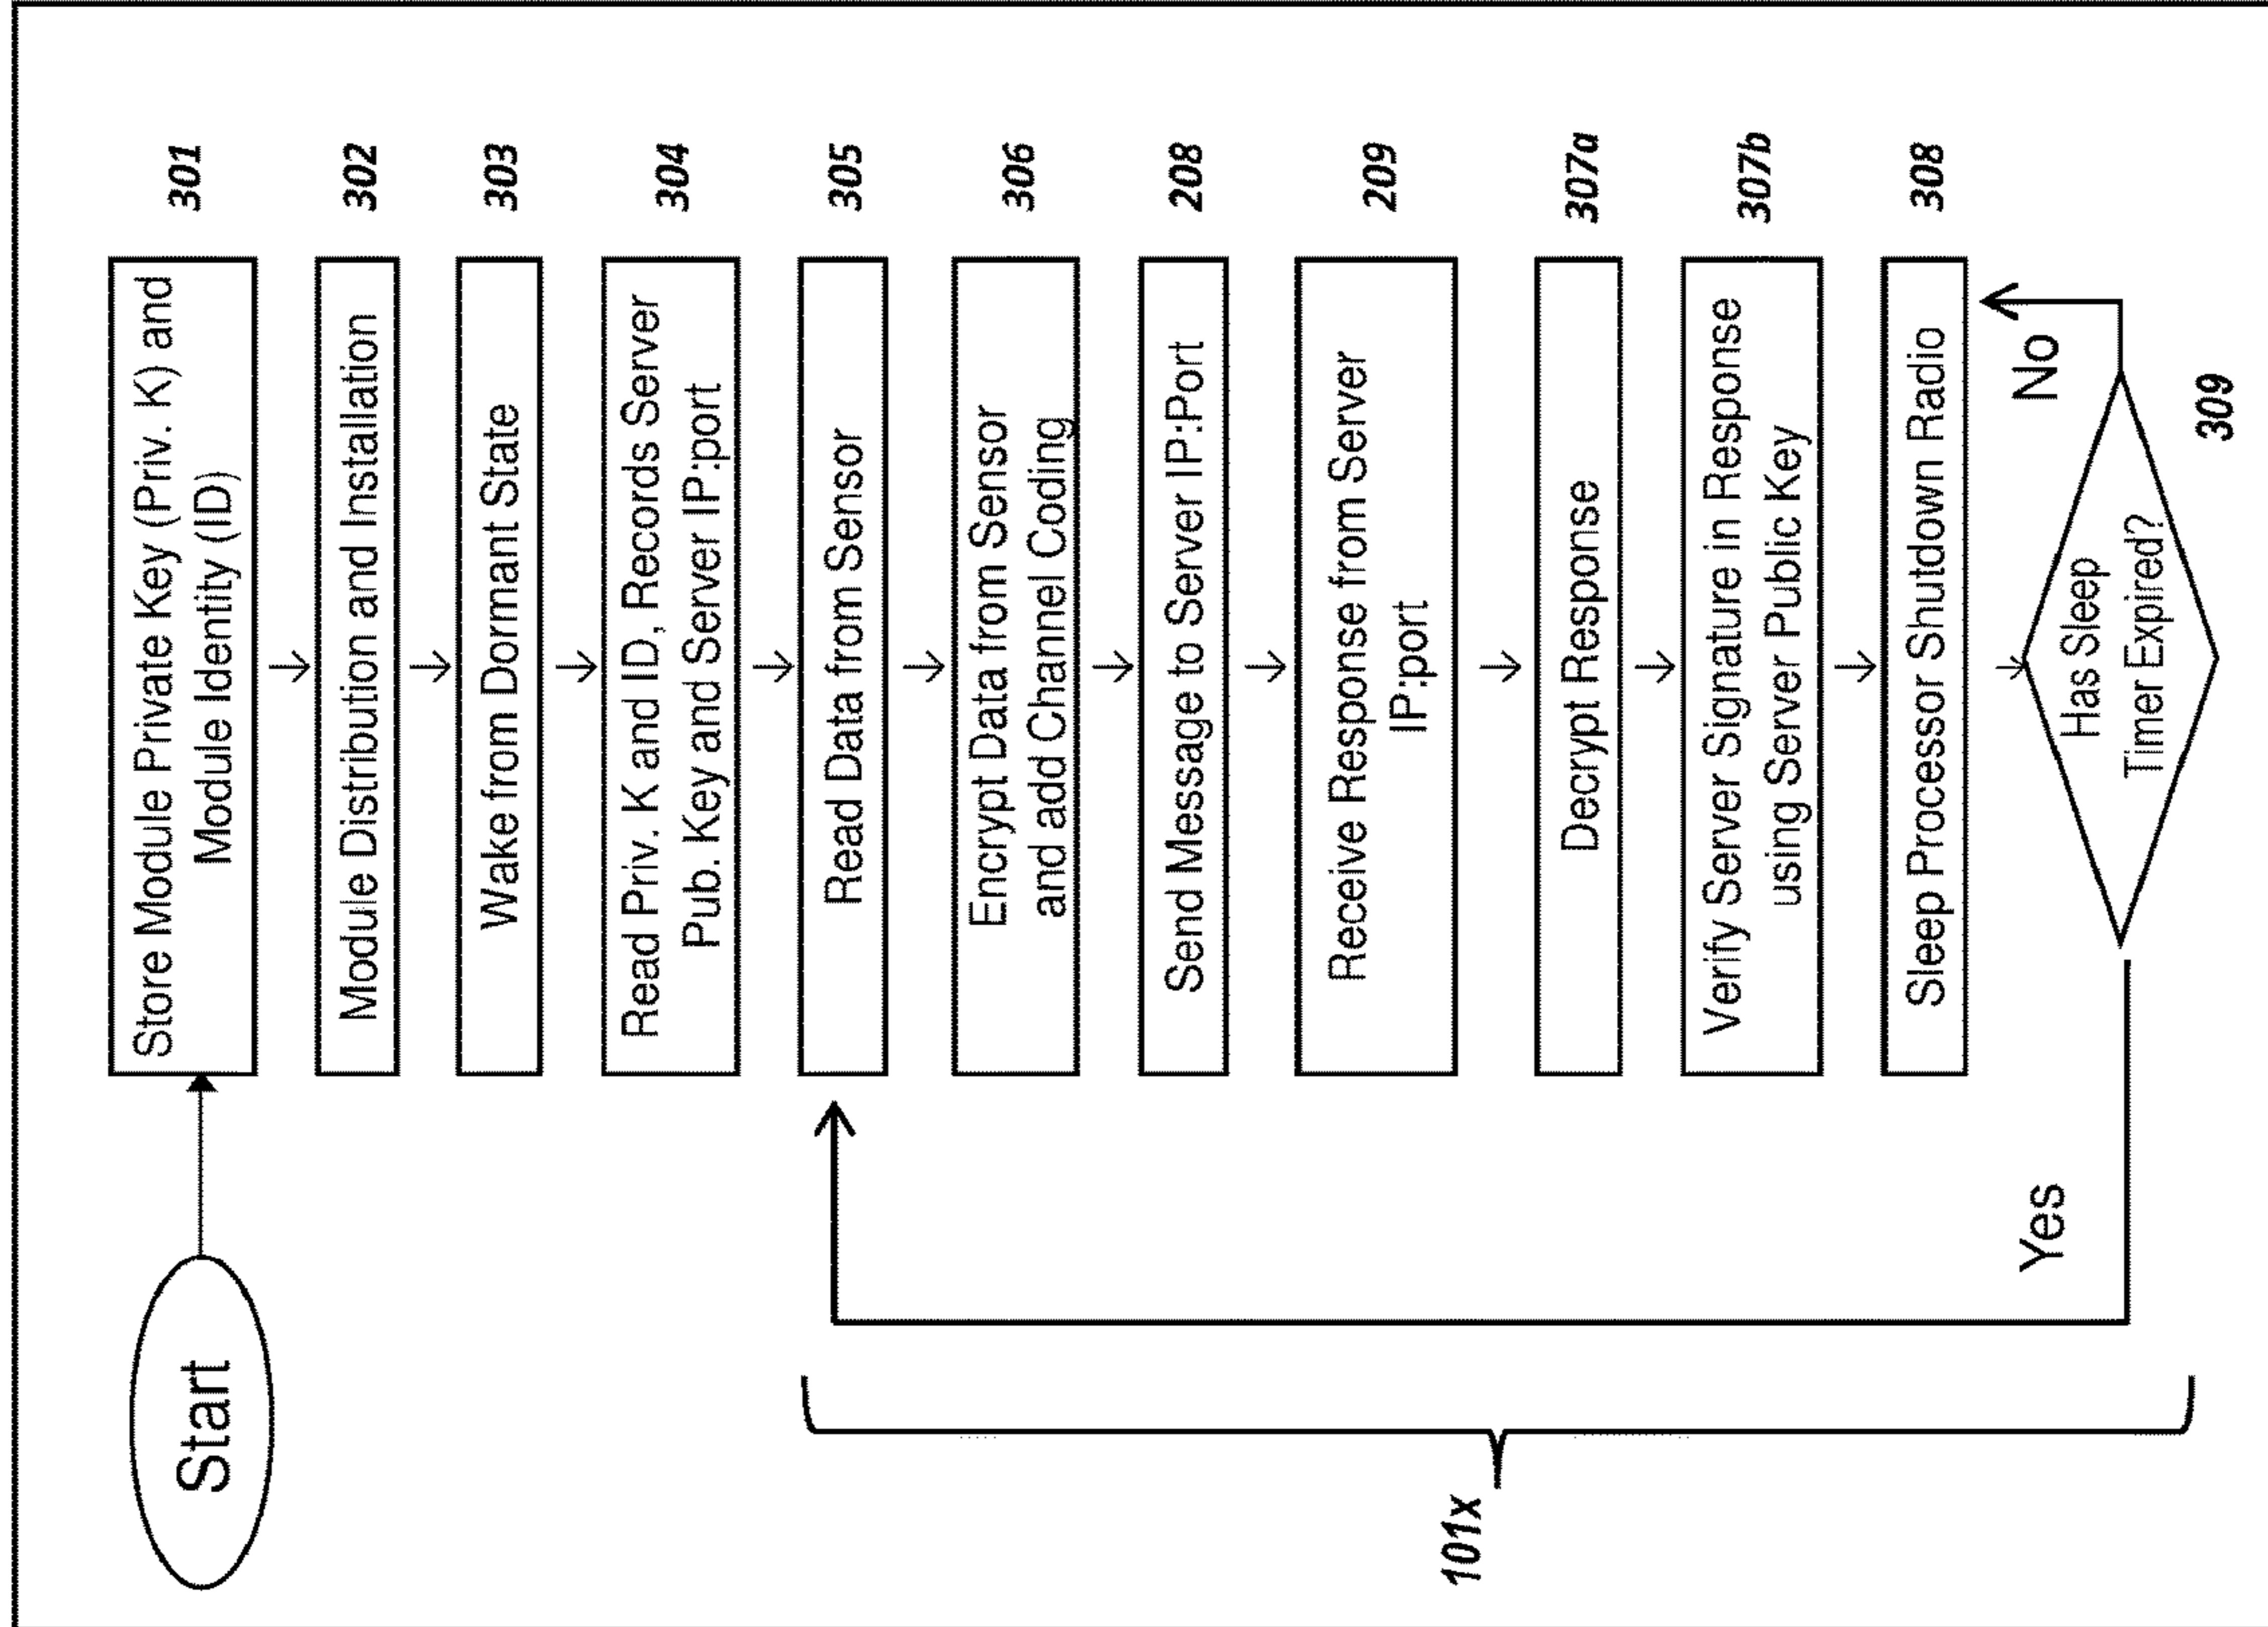 Start
Store Module Private Key (Priv. K) and
Module Identity (ID)
301
Module Distribution and Installation
302
Wake from Dormant State
303
Read Priv. K and ID, Records Server
Pub. Key and Server IP:port
304
Read Data from Sensor
305
Encrypt Data from Sensor
and add Channel Coding
306
Send Message to Server IP:Port
208
Receive Response from Server
IP:port
209
Decrypt Response
307a
Verify Server Signature in Response
using Server Public Key
307b
Sleep Processor Shutdown Radio
308
Has Sleep
Timer Expired?
309
Yes
No
101x